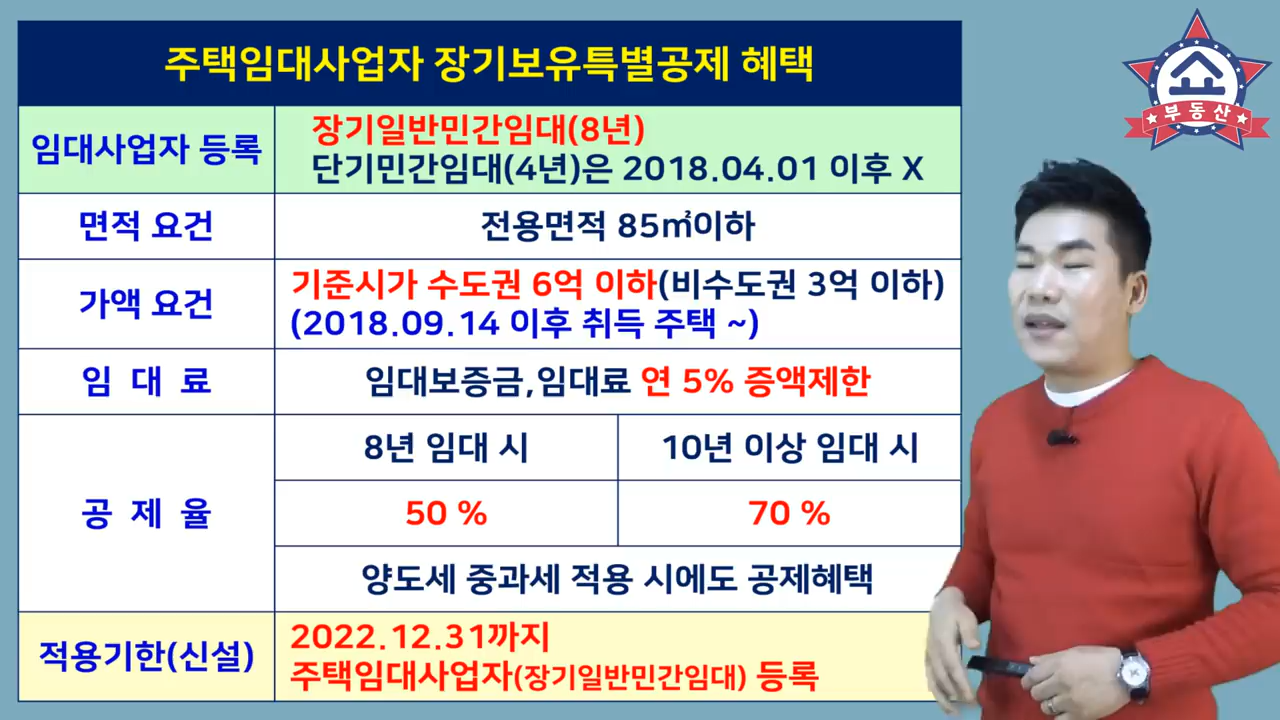 주택임대사업자 장기보유특별공제 혜택
부동산
임대사업자 등록
장기일반민간임대(8년)
단기민간임대(4년)은 2018.04.01 이후 X
면적 요건
전용면적 85㎡이하
가액 요건
기준시가 수도권 6억 이하(비수도권 3억 이하)
(2018.09.14 이후 취득 주택 ~)
임 대 료
임대보증금,임대료 연 5% 증액제한
공 제 율
8년 임대 시
10년 이상 임대 시
50 %
70 %
양도세 중과세 적용 시에도 공제혜택
적용기한(신설)
2022.12.31까지
주택임대사업자(장기일반민간임대) 등록